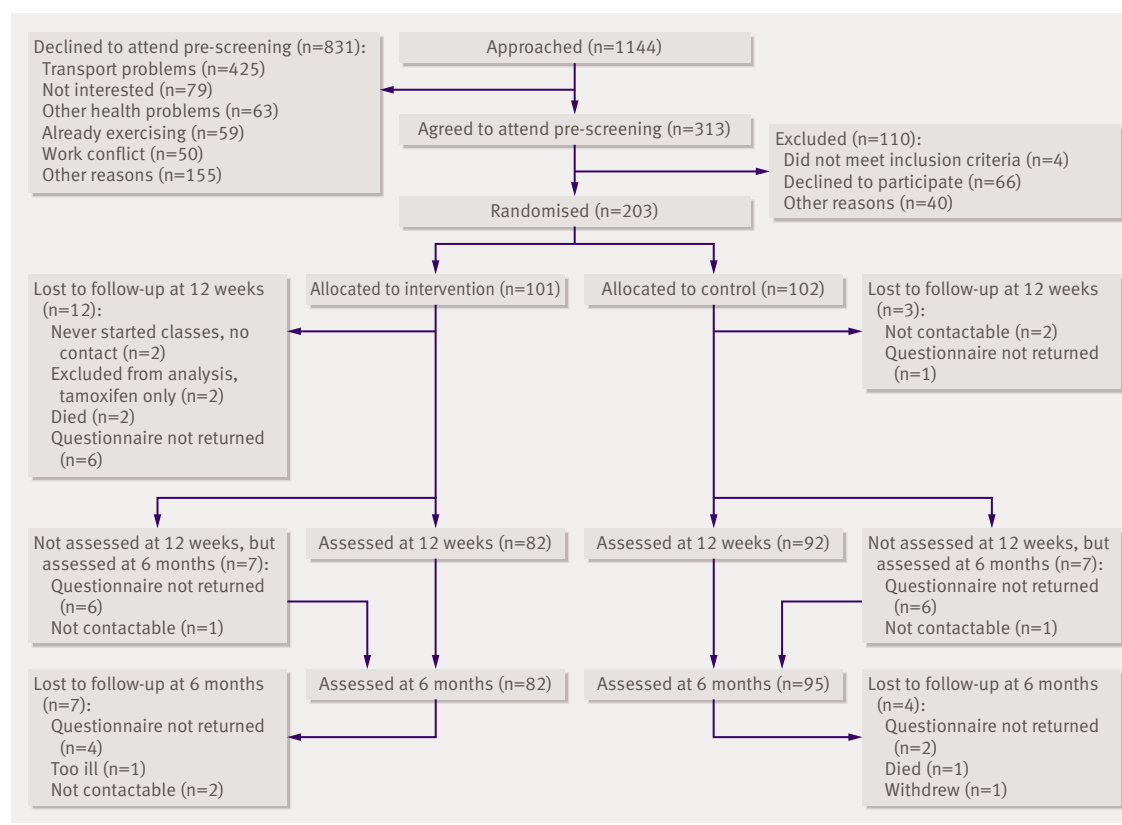 Declined to attend pre-screening (n=831):
Transport problems (n=425)
Not interested (n=79)
Other health problems (n=63)
Already exercising (n=59)
Work conflict (n=50)
Other reasons (n=155)
Approached (n=1144)
Agreed to attend pre-screening (n=313)
Excluded (n=110):
Did not meet inclusion criteria (n=4)
Declined to participate (n=66)
Other reasons (n=40)
Randomised (n=203)
Lost to follow-up at 12 weeks
(n=12):
Never started classes, no
contact (n=2)
Excluded from analysis,
tamoxifen only (n=2)
Died (n=2)
Questionnaire not returned
(n=6)
Allocated to intervention (n=101)
Allocated to control (n=102)
Lost to follow-up at 12 weeks
(n=3):
Not contactable (n=2)
Questionnaire not returned
(n=1)
Not assessed at 12 weeks, but
assessed at 6 months (n=7):
Questionnaire not returned
(n=6)
Not contactable (n=1)
Assessed at 12 weeks (n=82)
Assessed at 12 weeks (n=92)
Not assessed at 12 weeks, but
assessed at 6 months (n=7):
Questionnaire not returned
(n=6)
Not contactable (n=1)
Lost to follow-up at 6 months
(n=7):
Questionnaire not returned
(n=4)
Too ill (n=1)
Not contactable (n=2)
Assessed at 6 months (n=82)
Assessed at 6 months (n=95)
Lost to follow-up at 6 months
(n=4):
Questionnaire not returned
(n=2)
Died (n=1)
Withdrew (n=1)